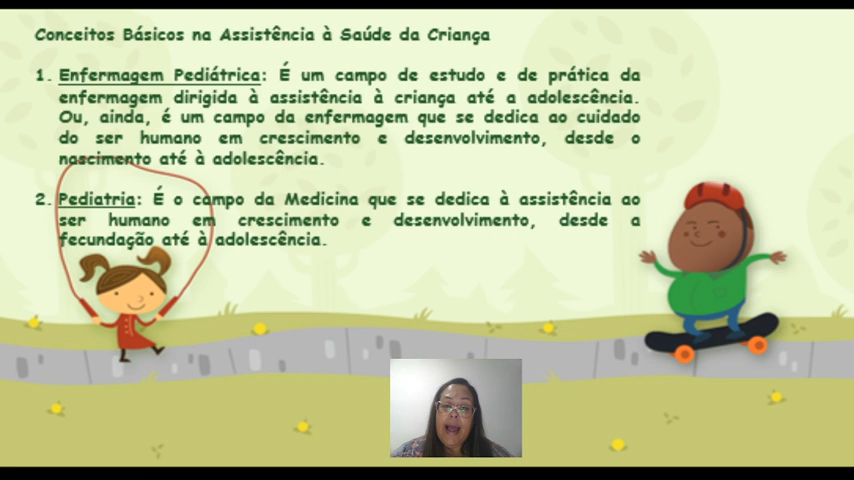 Conceitos Básicos na Assistência à Saúde da Criança
1. Enfermagem Pediátrica: É um campo de estudo e de prática da
enfermagem dirigida à assistência à criança até a adolescência.
Ou, ainda, é um campo da enfermagem que se dedica ao cuidado
do ser humano em crescimento e desenvolvimento, desde o
nascimento até à adolescência.
2. Pediatria: É o campo da Medicina que se dedica à assistência ao
ser humano em crescimento e desenvolvimento, desde a
fecundação até à adolescência.